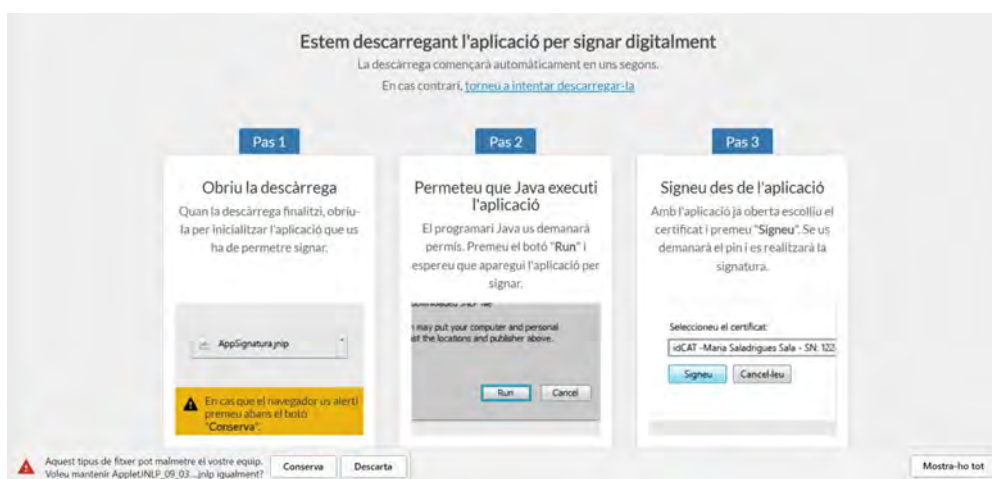 Estem descarregant l'aplicació per signar digitalment
La descàrrega començarà automàticament en uns segons.
En cas contrari, torneu a intentar descarregar-la
Pas 1
Obriu la descàrrega
Quan la descàrrega finalitzi, obriu-
la per inicialitzar l'aplicació que us
ha de permetre signar.
AppSignatura.jnlp
En cas que el navegador us alerti
premeu abans el botó
"Conserva".
Pas 2
Permeteu que Java executi
l'aplicació
El programari Java us demanarà
permís. Premeu el botó "Run" i
espereu que aparegui l'aplicació per
signar.
may put your computer and personal
the locations and publisher above.
Run
Cancel
Pas 3
Signeu des de l'aplicació
Amb l'aplicació ja oberta escolliu el
certificat i premeu "Signeu". Se us
demanarà el pin i es realitzarà la
signatura.
Seleccioneu el certificat:
idCAT -Maria Saladrigues Sala - SN: 122
Signeu
Cancel·leu
Aquest tipus de fitxer pot malmetre el vostre equip.
Voleu mantenir AppletJNLP_09_03....jnlp igualment?
Conserva
Descarta
Mostra-ho tot